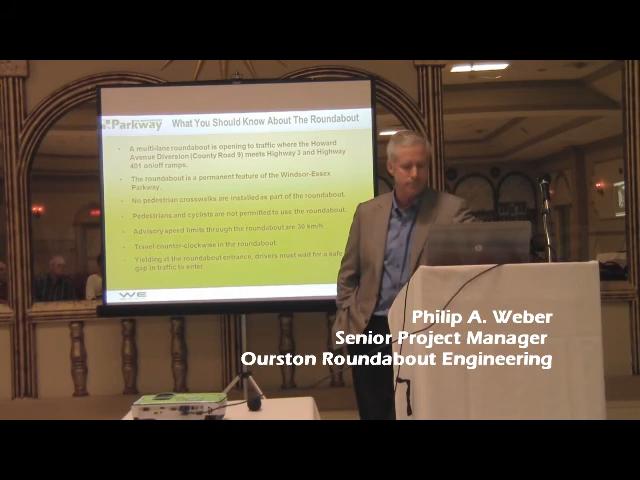 Parkway What You Should Know About The Roundabout
• A multi-lane roundabout is opening to traffic where the Howard
Avenue Diversion (County Road 9) meets Highway 3 and Highway
401 on/off ramps.
• The roundabout is a permanent feature of the Windsor-Essex
Parkway.
• No pedestrian crosswalks are installed as part of the roundabout.
• Pedestrians and cyclists are not permitted to use the roundabout.
• Advisory speed limits through the roundabout are 30 km/h.
• Travel counter-clockwise in the roundabout.
• Yielding at the roundabout entrance, drivers must wait for a safe
gap in traffic to enter.
WE
Philip A. Weber
Senior Project Manager
Ourston Roundabout Engineering